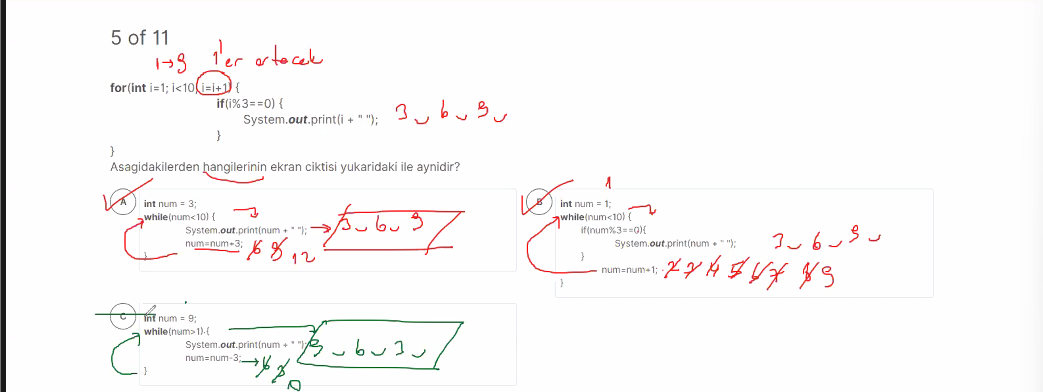 5 of 11
1→9 1'er artacak
for(int i=1; i<10; i=i+1) {
if(i%3==0) {
System.out.print(i + " ");
3 6 9
}
}
Asagidakilerden hangilerinin ekran ciktisi yukaridaki ile aynidir?
A
int num = 3;
while(num<10) {
System.out.print(num + " ");
3 6 9
num=num+3;
6 9 12
}
B
1
int num = 1;
while(num<10) {
if(num%3==0){
System.out.print(num + " ");
3 6 9
}
num=num+1;
2 3 4 5 6 7 8 9
}
C
int num = 9;
while(num>1) {
System.out.print(num + " ");
9 6 3
num=num-3;
→ 6 3 0
}